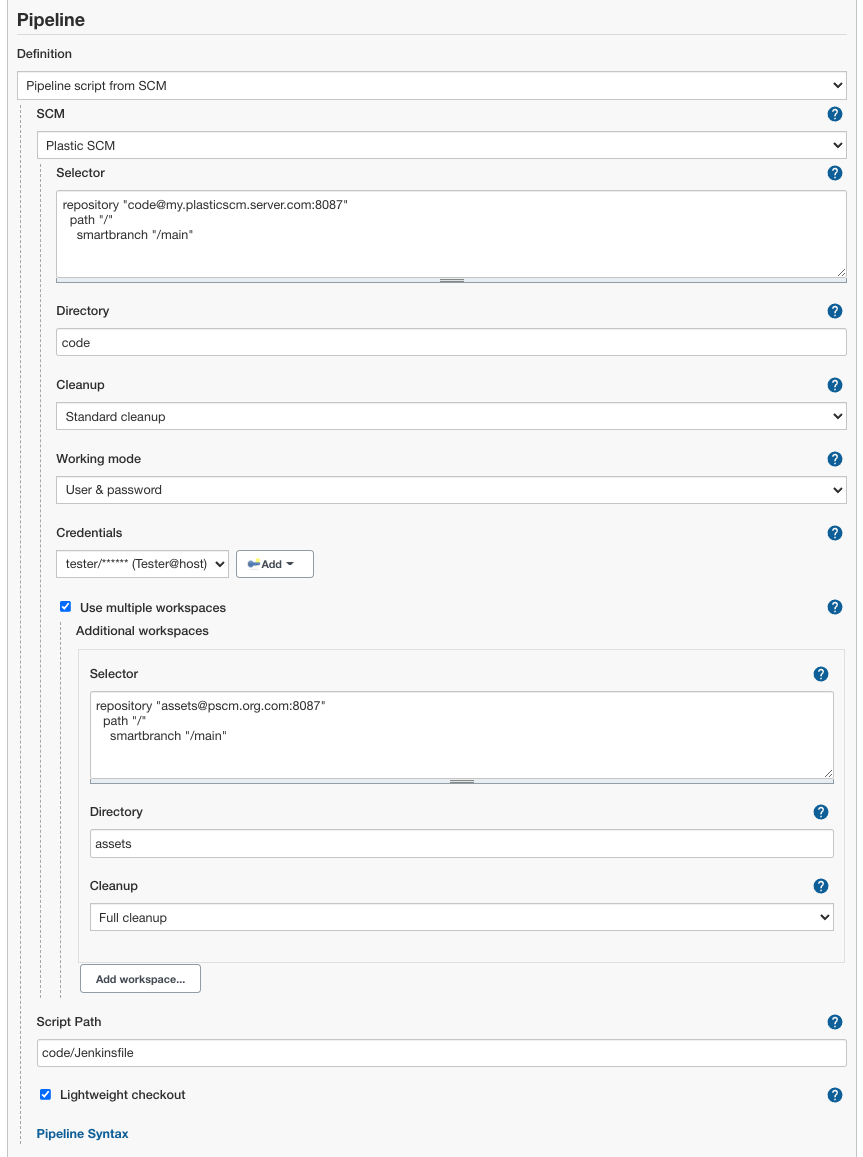 Pipeline
Definition
Pipeline script from SCM
SCM
Plastic SCM
Selector
repository "code@my.plasticscm.server.com:8087"
path "/"
smartbranch "/main"
Directory
code
Cleanup
Standard cleanup
Working mode
User & password
Credentials
tester/****** (Tester@host)
Add
Use multiple workspaces
Additional workspaces
Selector
repository "assets@pscm.org.com:8087"
path "/"
smartbranch "/main"
Directory
assets
Cleanup
Full cleanup
Add workspace...
Script Path
code/Jenkinsfile
Lightweight checkout
Pipeline Syntax